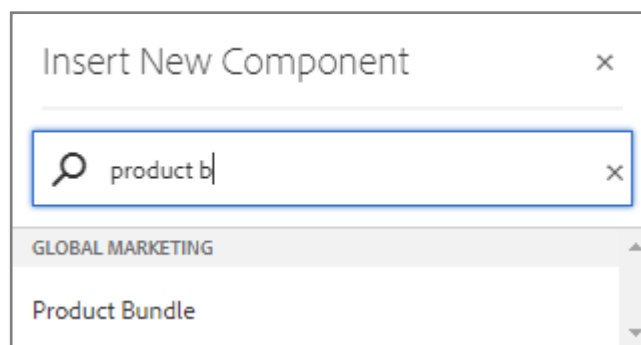 Insert New Component
product b
GLOBAL MARKETING
Product Bundle